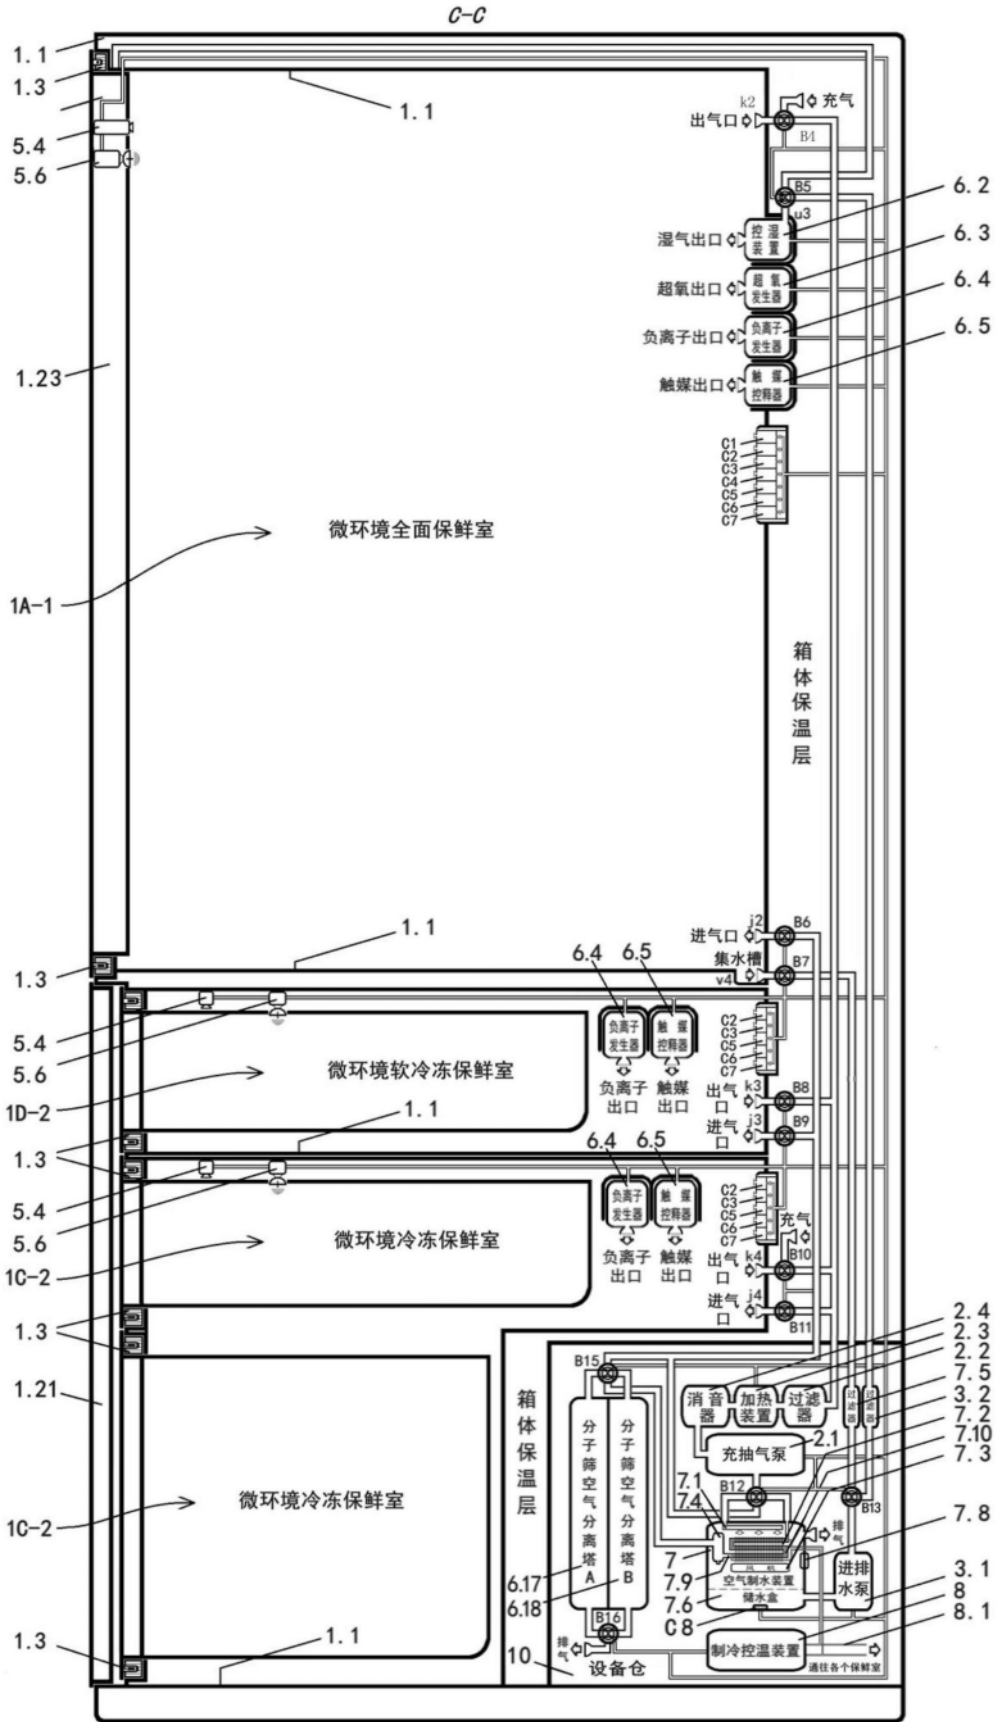 C-C
1.1
1.3
5.4
5.6
1.1
k2
充气
出气口
B4
B5
u3
6.2
控湿
装置
湿气出口
6.3
超氧
发生器
超氧出口
6.4
负离子
发生器
负离子出口
6.5
触媒
控释器
触媒出口
1.23
C1
C2
C3
C4
C5
C6
C7
微环境全面保鲜室
1A-1
箱体保温层
1.1
j2
B6
进气口
集水槽
v4
B7
1.3
5.4
5.6
6.4
6.5
负离子
发生器
触媒
控释器
负离子
出口
触媒
出口
C2
C3
C5
C6
C7
微环境软冷冻保鲜室
1D-2
出气
口
k3
B8
进气
口
j3
B9
1.1
1.3
6.4
6.5
5.4
5.6
负离子
发生器
触媒
控释器
负离子
出口
触媒
出口
C2
C3
C5
C6
C7
充气
微环境冷冻保鲜室
1C-2
出气
口
k4
B10
进气
口
j4
B11
1.3
1.21
2.4
2.3
2.2
7.5
3.2
7.2
7.10
7.3
B15
箱体保温层
消音
器
加热
装置
过滤
器
过滤器
过滤器
充抽气泵
2.1
分子筛空气分离塔A
分子筛空气分离塔B
B12
B13
7.1
7.4
7
7.9
7.6
C8
排气
7.8
风机
空气制水装置
储水盒
进排
水泵
3.1
8
8.1
微环境冷冻保鲜室
1C-2
6.17
6.18
B16
排气
10
设备仓
制冷控温装置
通往各个保鲜室
1.3
1.1